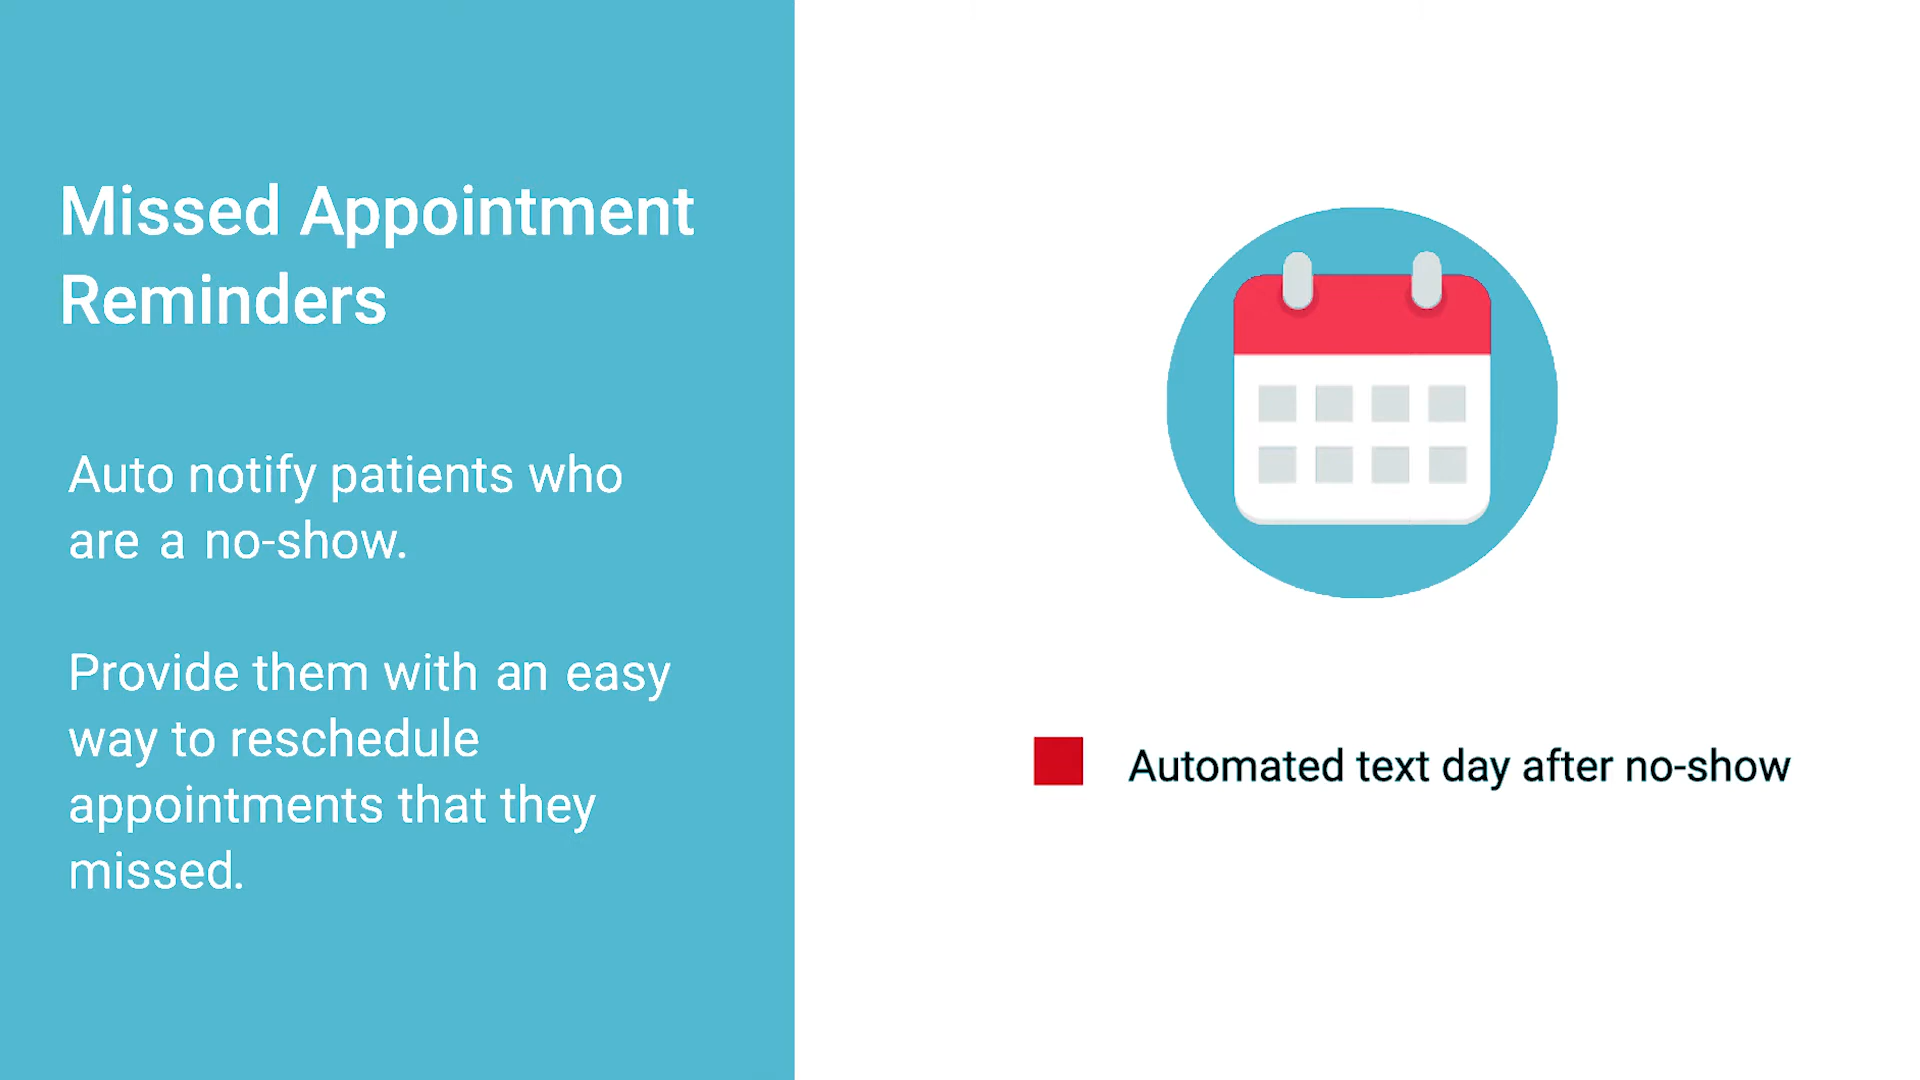 Missed Appointment
Reminders
Auto notify patients who
are a no-show.
Provide them with an easy
way to reschedule
appointments that they
missed.
Automated text day after no-show